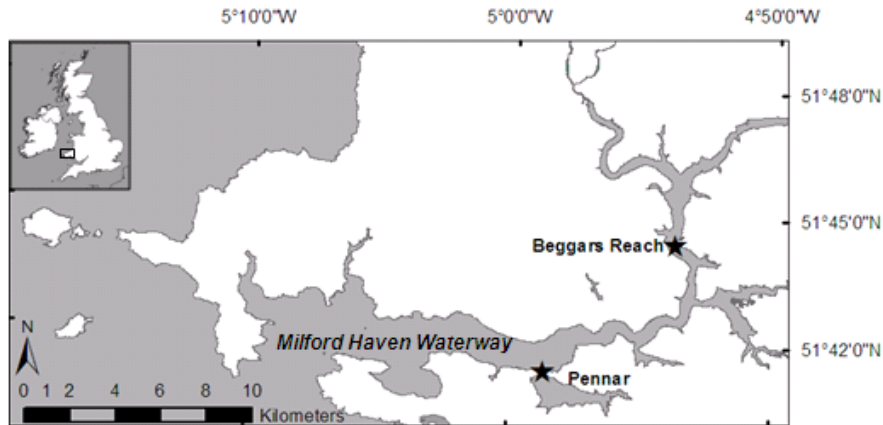 5°10'0"W 5°0'0"W 4°50'0"W
51°48'0"N
51°45'0"N
Beggars Reach
Milford Haven Waterway
51°42'0"N
N
Pennar
0 1 2 4 6 8 10
Kilometers